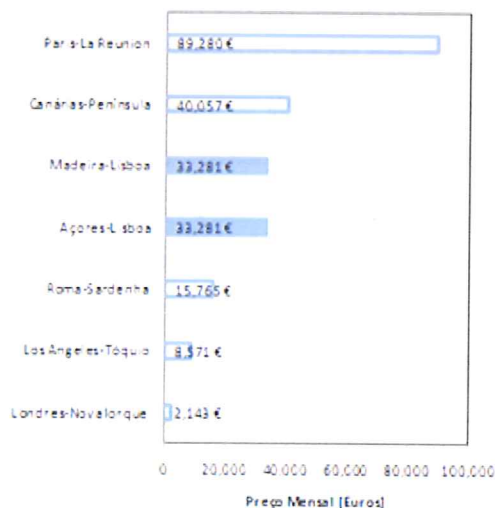 Paris-La Reunion
89,280 €
Canárias-Península
40,057 €
Madeira-Lisboa
33,281 €
Açores-Lisboa
33,281 €
Roma-Sardenha
15,765 €
Los Angeles-Tóquio
8,571 €
Londres-Nova Iorque
2,143 €
0 20,000 40,000 60,000 80,000 100,000
Preço Mensal [Euros]